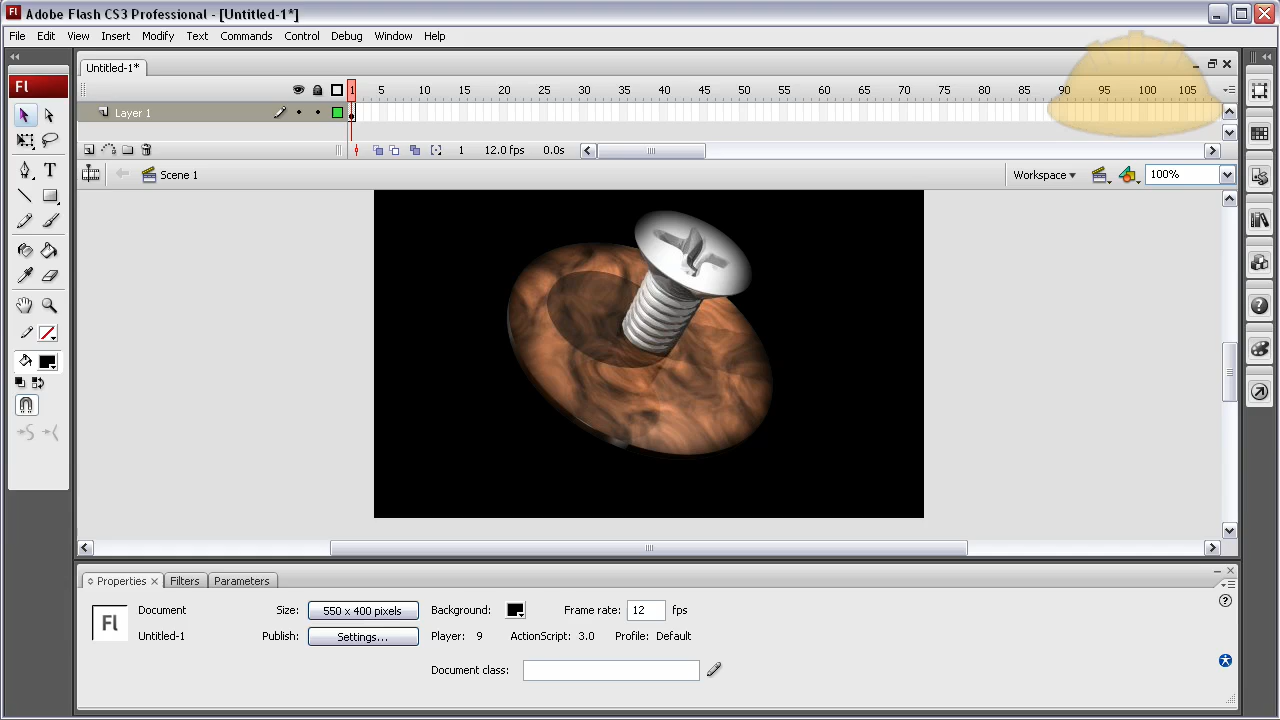 Adobe Flash CS3 Professional - [Untitled-1*]
File Edit View Insert Modify Text Commands Control Debug Window Help
Untitled-1*
Fl
1 5 10 15 20 25 30 35 40 45 50 55 60 65 70 75 80 85 90 95 100 105
Layer 1
1 12.0 fps 0.0s
Scene 1 Workspace 100%
Properties Filters Parameters
Fl Document Size: 550 x 400 pixels Background: Frame rate: 12 fps
Untitled-1 Publish: Settings... Player: 9 ActionScript: 3.0 Profile: Default
Document class: